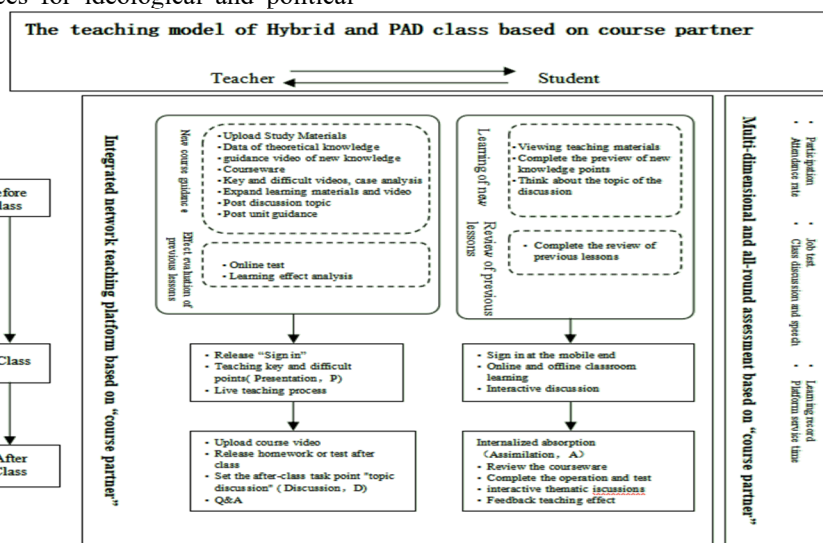 ces for ideological and political
The teaching model of Hybrid and PAD class based on course partner
Teacher
Student
efore
lass
Class
After
Class
Integrated network teaching platform based on “course partner”
New course guidance
• Upload Study Materials
• Data of theoretical knowledge
• guidance video of new knowledge
• Courseware
• Key and difficult videos, case analysis
• Expand learning materials and video
• Post discussion topic
• Post unit guidance
Effect evaluation of
previous lessons
• Online test
• Learning effect analysis
• Release “Sign in”
• Teaching key and difficult
points( Presentation, P)
• Live teaching process
• Upload course video
• Release homework or test after
class
• Set the after-class task point "topic
discussion" ( Discussion, D)
• Q&A
Learning of new
lessons
• Viewing teaching materials
• Complete the preview of new
knowledge points
• Think about the topic of the
discussion
Review of previous
• Complete the review of
previous lessons
• Sign in at the mobile end
• Online and offline classroom
learning
• Interactive discussion
Internalized absorption
(Assimilation, A)
• Review the courseware
• Complete the operation and test
• interactive thematic iscussions
• Feedback teaching effect
Multi-dimensional and all-round assessment based on “course partner”
• Participation
• Attendance rate
• Job test
• Class discussion and speech
• Learning record
• Platform service time